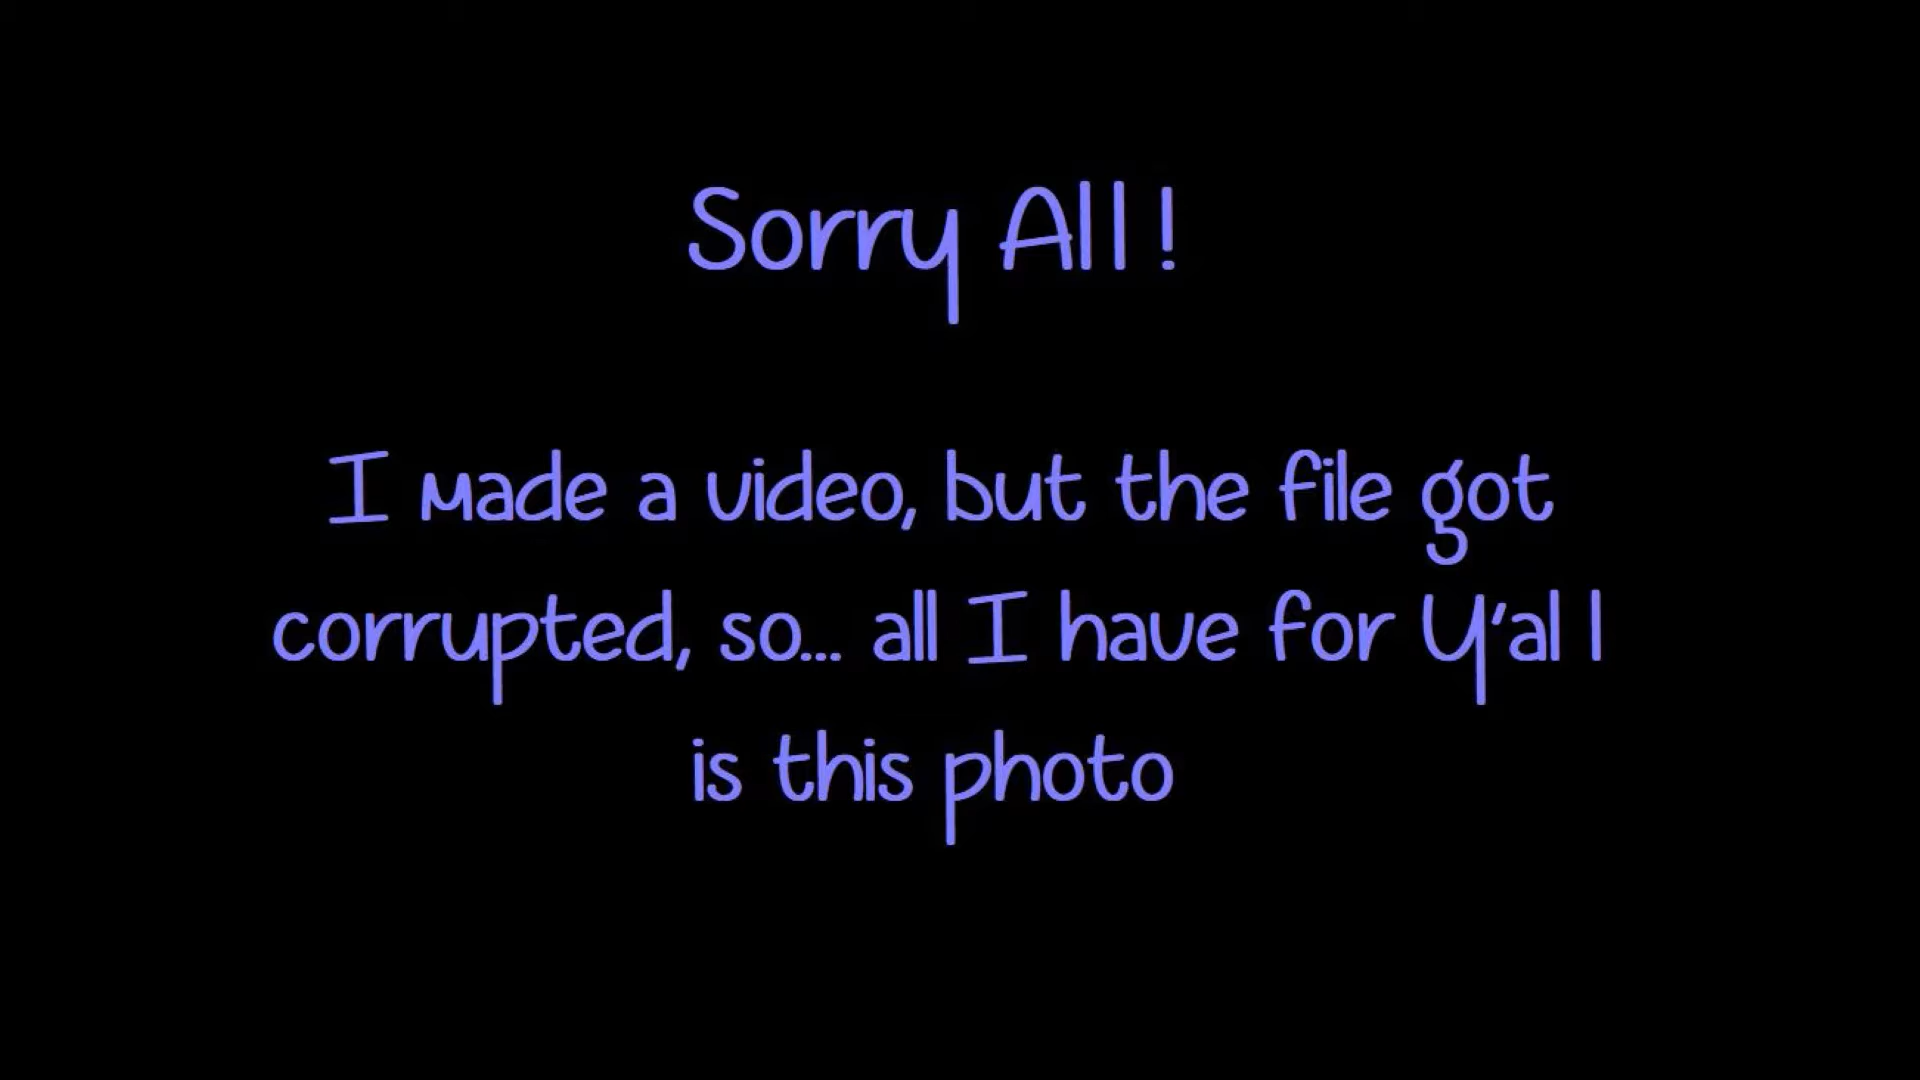 Sorry All!
I made a video, but the file got
corrupted, so... all I have for Y'all
is this photo